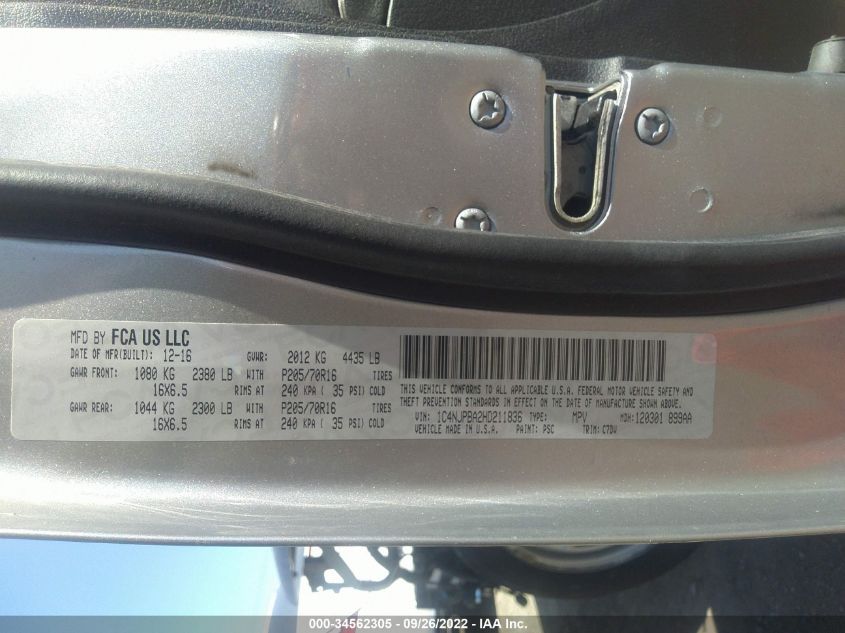 MFD BY FCA US LLC
DATE OF MFR(BUILT): 12-16 GVWR: 2012 KG 4435 LB
GAWR FRONT: 1080 KG 2380 LB WITH P205/70R16 TIRES
16X6.5 RIMS AT 240 KPA ( 35 PSI) COLD
GAWR REAR: 1044 KG 2300 LB WITH P205/70R16 TIRES
16X6.5 RIMS AT 240 KPA ( 35 PSI) COLD
THIS VEHICLE CONFORMS TO ALL APPLICABLE U.S.A. FEDERAL MOTOR VEHICLE SAFETY AND
THEFT PREVENTION STANDARDS IN EFFECT ON THE DATE OF MANUFACTURE SHOWN ABOVE.
VIN: 1C4NJPBA2HD211836 TYPE: MPV MDH:120301 899AA
VEHICLE MADE IN U.S.A. PAINT: PSC TRIM: C7DV
000-34562305 - 09/26/2022 - IAA Inc.